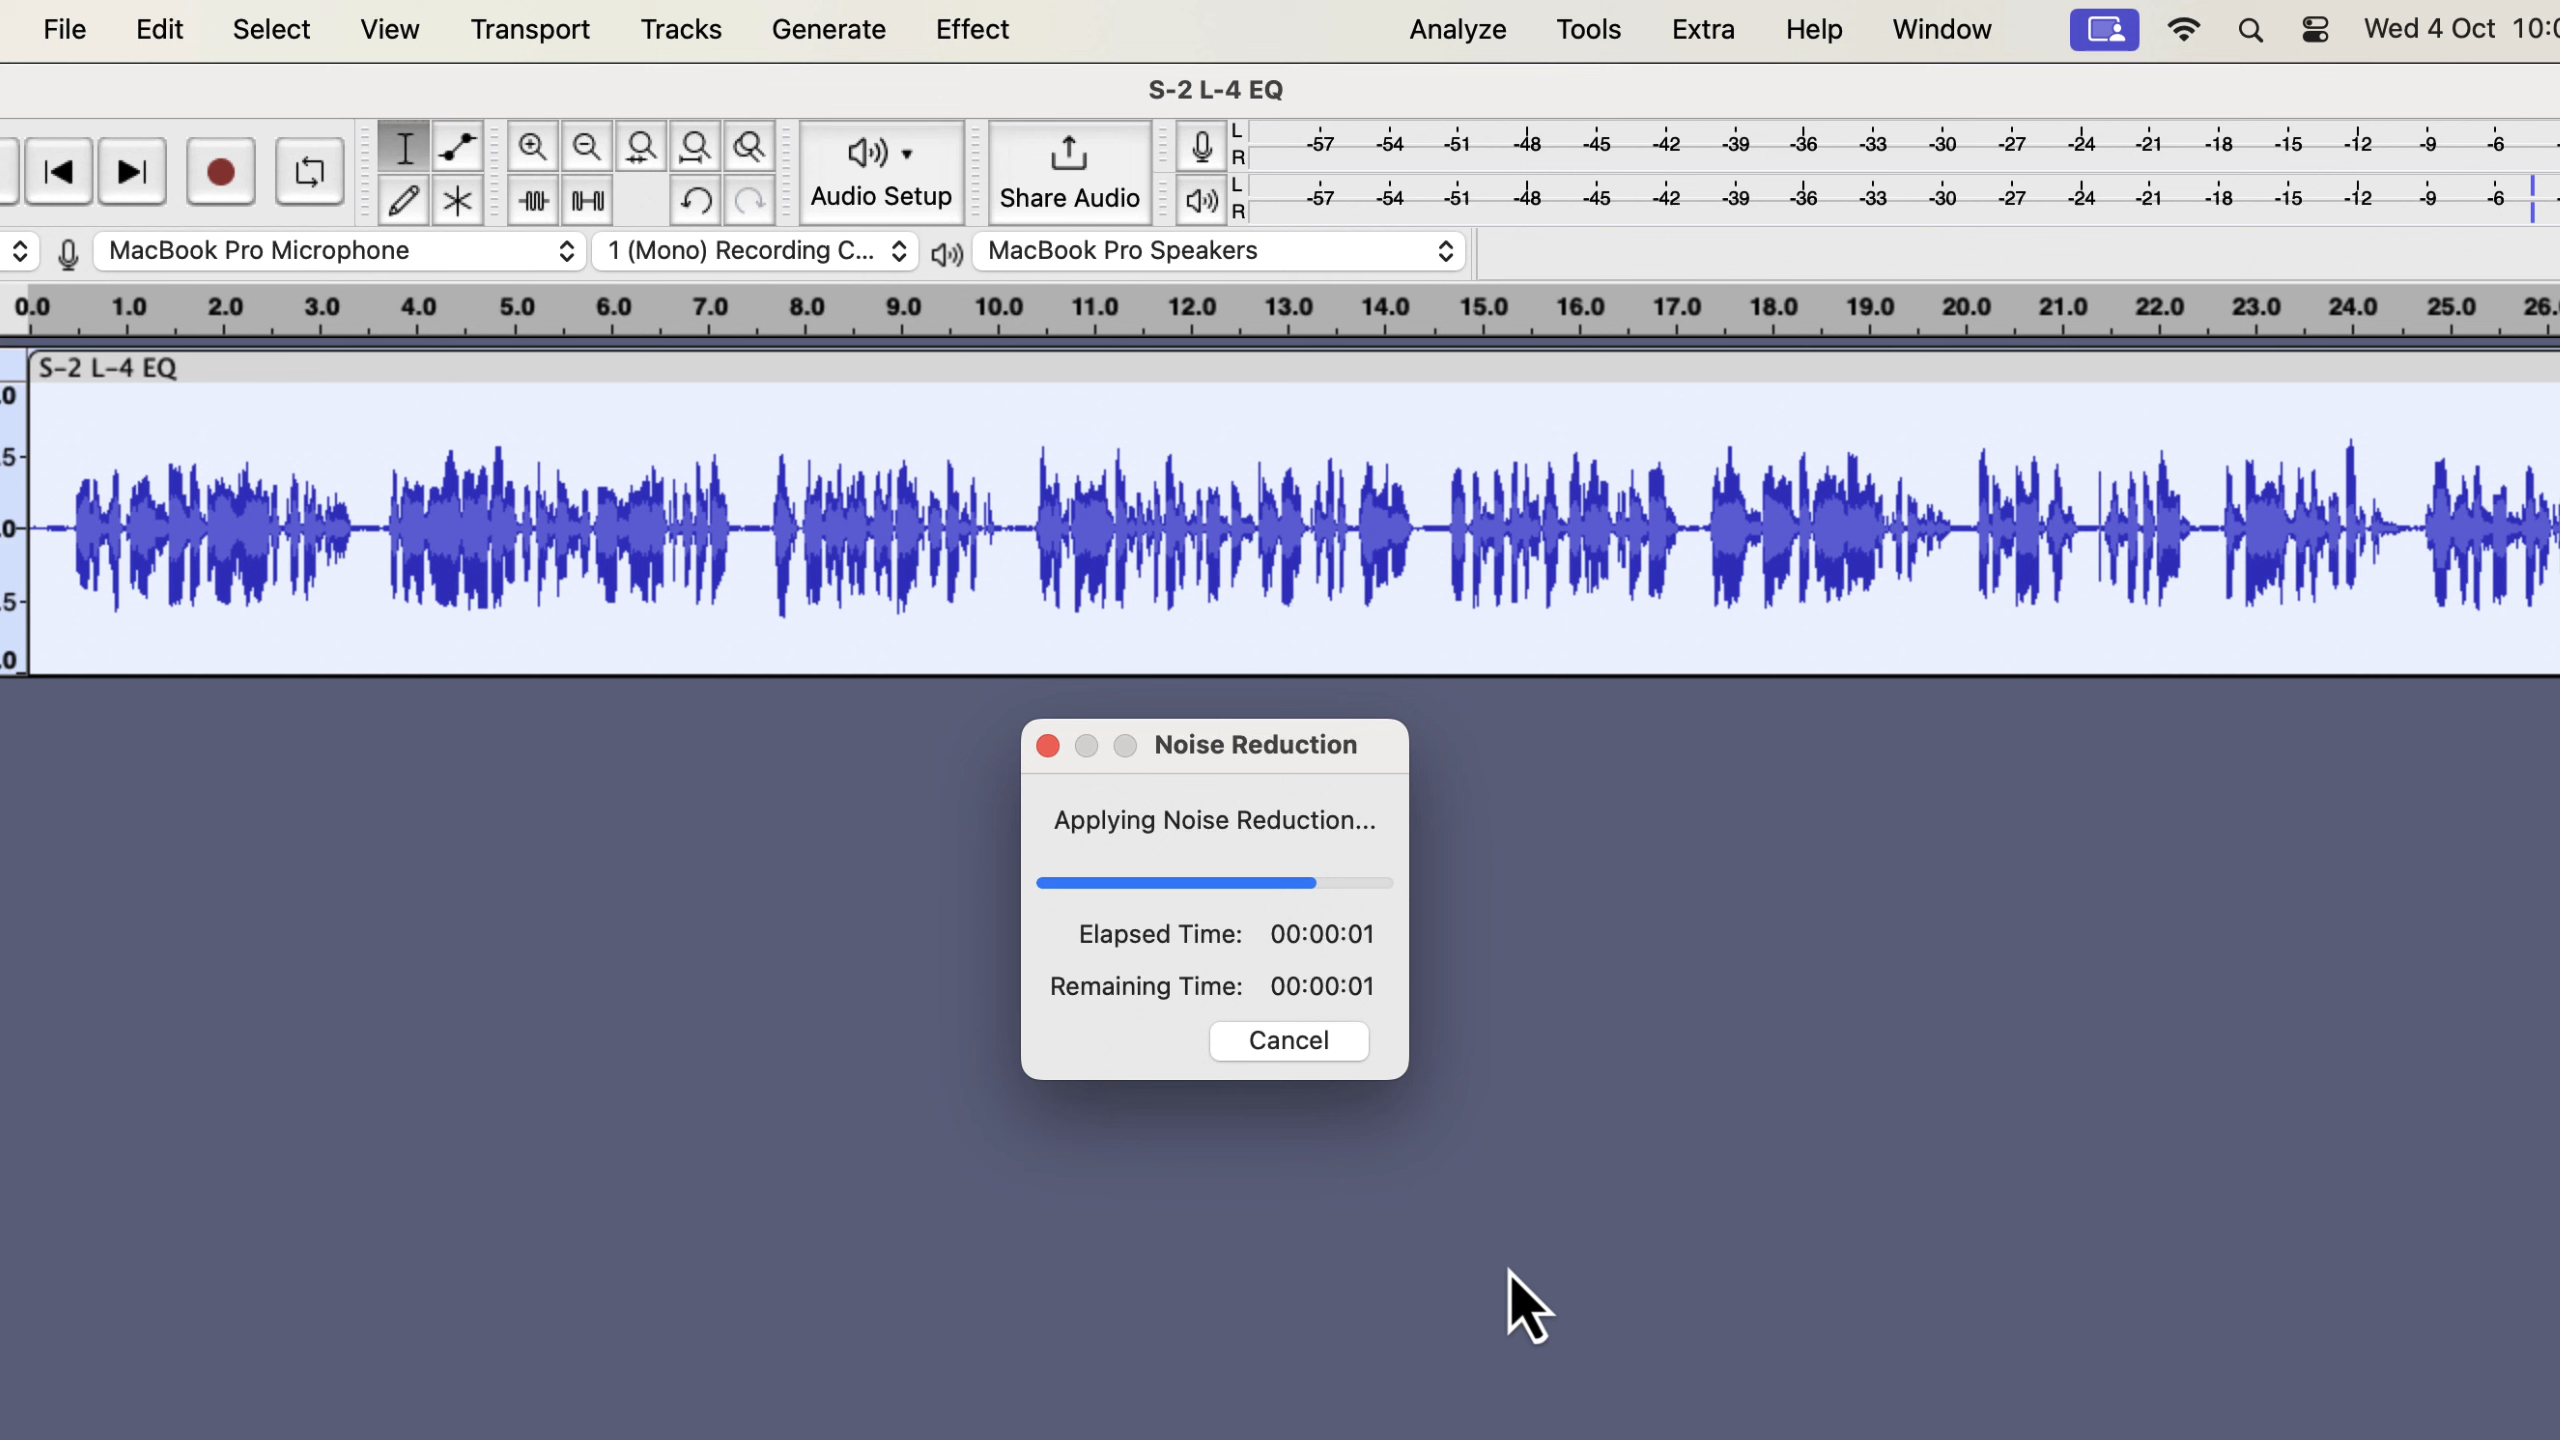 File Edit Select View Transport Tracks Generate Effect Analyze Tools Extra Help Window Wed 4 Oct
S-2 L-4 EQ
L
-57 -54 -51 -48 -45 -42 -39 -36 -33 -30 -27 -24 -21 -18 -15 -12 -9 -6
R
Audio Setup Share Audio
L
-57 -54 -51 -48 -45 -42 -39 -36 -33 -30 -27 -24 -21 -18 -15 -12 -9 -6
R
MacBook Pro Microphone 1 (Mono) Recording C... MacBook Pro Speakers
0.0 1.0 2.0 3.0 4.0 5.0 6.0 7.0 8.0 9.0 10.0 11.0 12.0 13.0 14.0 15.0 16.0 17.0 18.0 19.0 20.0 21.0 22.0 23.0 24.0 25.0 26.
S-2 L-4 EQ
.0
.5-
.0-
.5-
.0
Noise Reduction
Applying Noise Reduction...
Elapsed Time: 00:00:01
Remaining Time: 00:00:01
Cancel